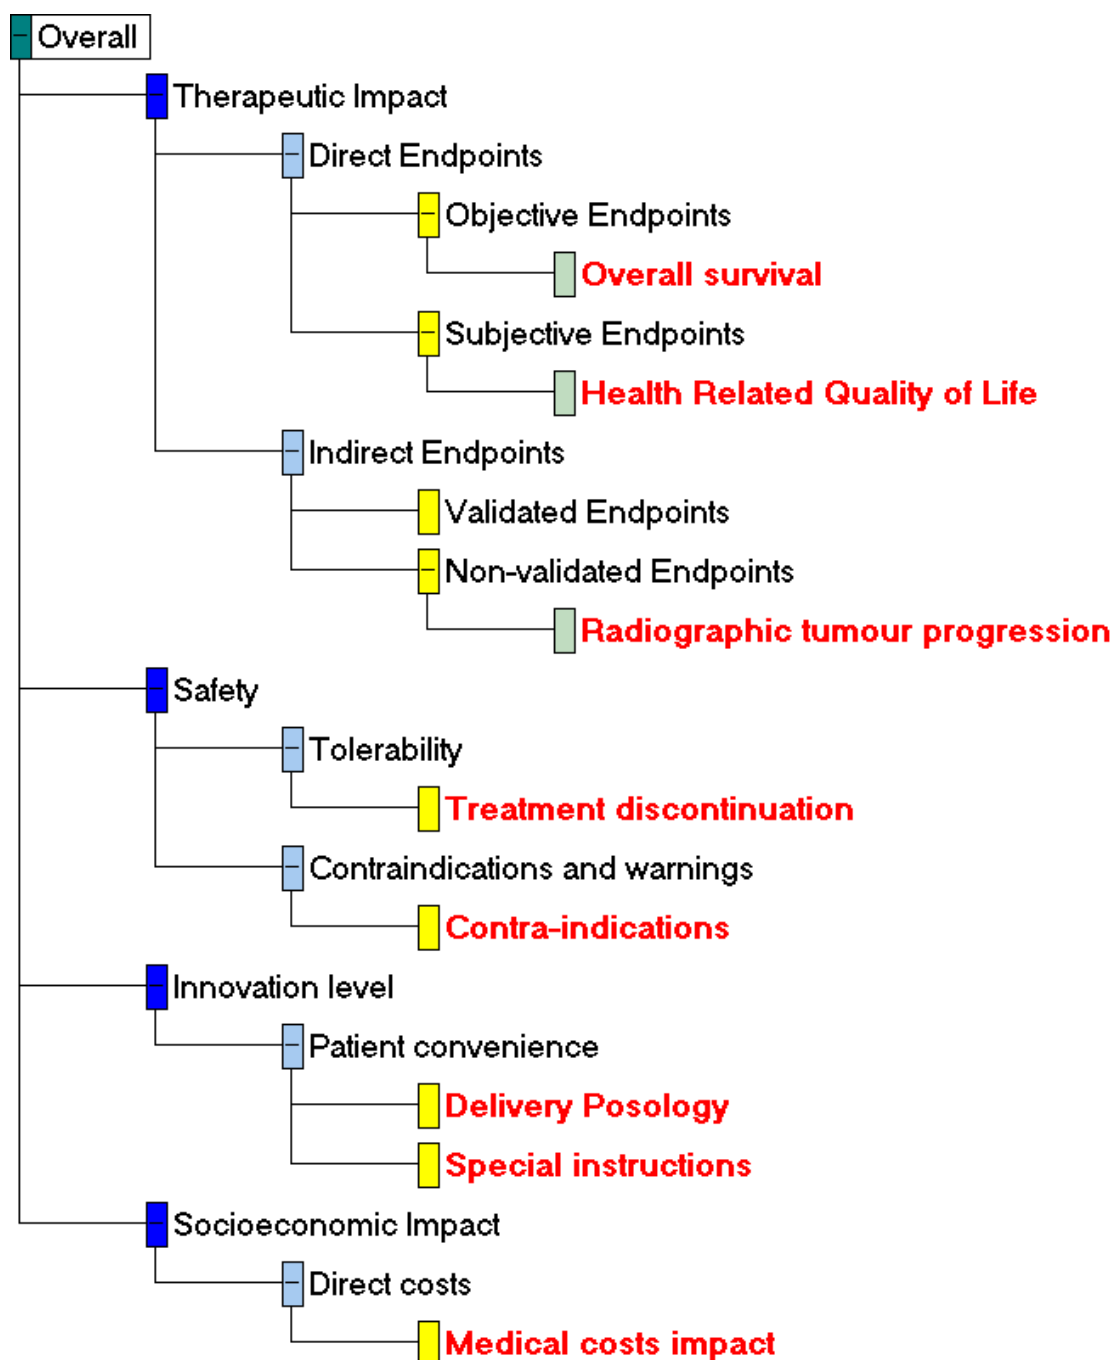 Overall
Therapeutic Impact
Direct Endpoints
Objective Endpoints
Overall survival
Subjective Endpoints
Health Related Quality of Life
Indirect Endpoints
Validated Endpoints
Non-validated Endpoints
Radiographic tumour progression
Safety
Tolerability
Treatment discontinuation
Contraindications and warnings
Contra-indications
Innovation level
Patient convenience
Delivery Posology
Special instructions
Socioeconomic Impact
Direct costs
Medical costs impact